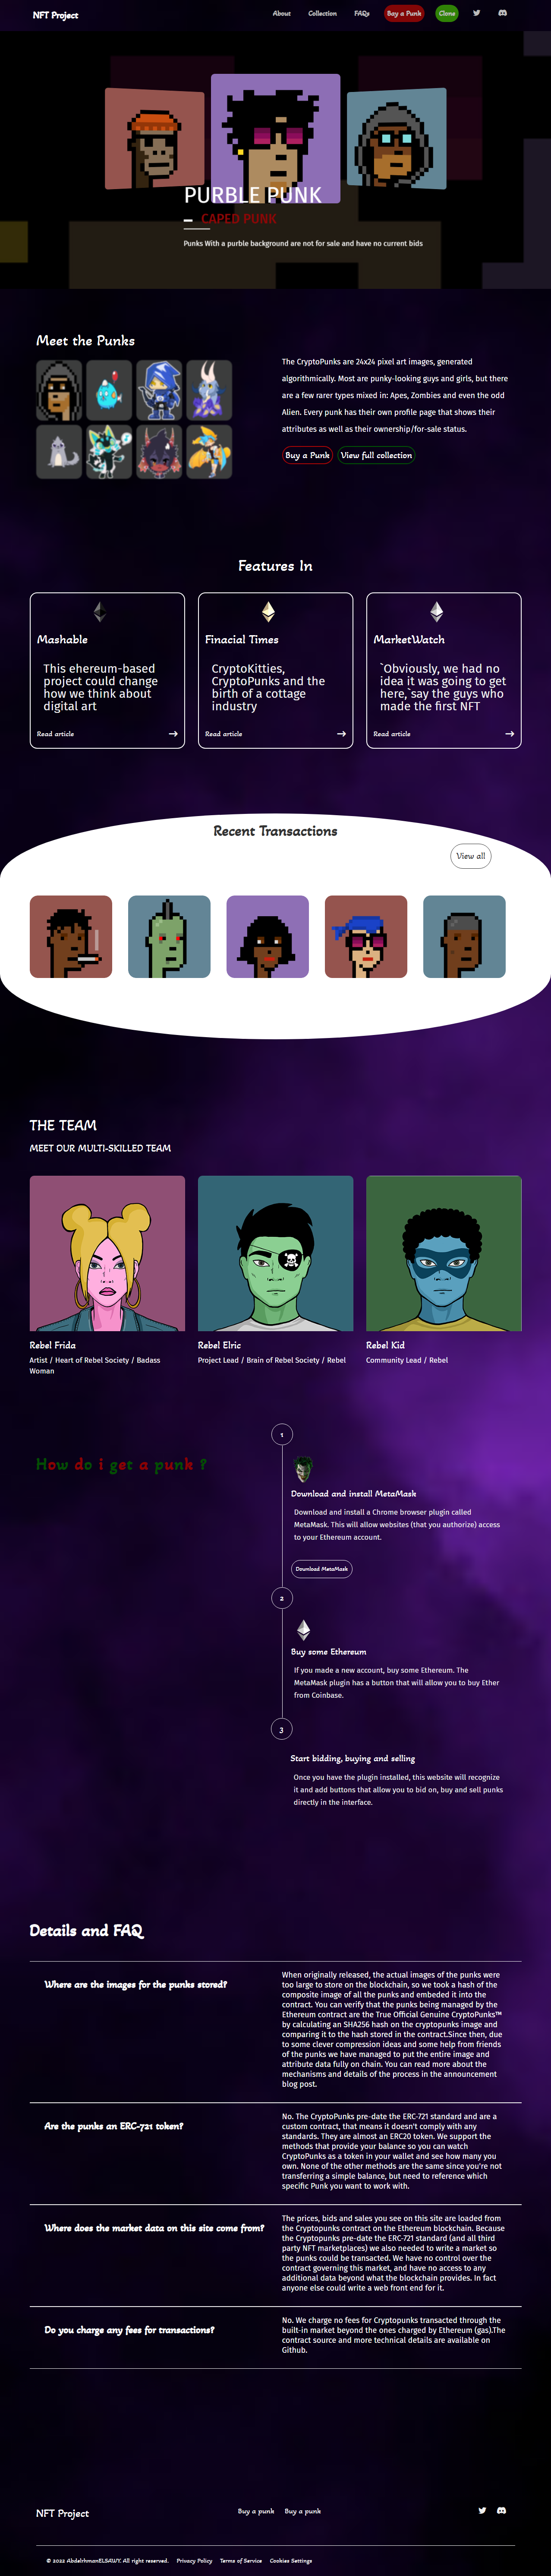 NFT Project
About Collection FAQs Buy a Punk Clone
PURBLE PUNK
CAPED PUNK
Punks With a purble background are not for sale and have no current bids
Meet the Punks
The CryptoPunks are 24x24 pixel art images, generated
algorithmically. Most are punky-looking guys and girls, but there
are a few rarer types mixed in: Apes, Zombies and even the odd
Alien. Every punk has their own profile page that shows their
attributes as well as their ownership/for-sale status.
Buy a Punk View full collection
Features In
Mashable
This ehereum-based
project could change
how we think about
digital art
Read article →
Finacial Times
CryptoKitties,
CryptoPunks and the
birth of a cottage
industry
Read article →
MarketWatch
`Obviously, we had no
idea it was going to get
here,`say the guys who
made the first NFT
Read article →
Recent Transactions
View all
THE TEAM
MEET OUR MULTI-SKILLED TEAM
Rebel Frida
Artist / Heart of Rebel Society / Badass
Woman
Rebel Elric
Project Lead / Brain of Rebel Society / Rebel
Rebel Kid
Community Lead / Rebel
How do i get a punk ?
1
Download and install MetaMask
Download and install a Chrome browser plugin called
MetaMask. This will allow websites (that you authorize) access
to your Ethereum account.
Download MetaMask
2
Buy some Ethereum
If you made a new account, buy some Ethereum. The
MetaMask plugin has a button that will allow you to buy Ether
from Coinbase.
3
Start bidding, buying and selling
Once you have the plugin installed, this website will recognize
it and add buttons that allow you to bid on, buy and sell punks
directly in the interface.
Details and FAQ
Where are the images for the punks stored?
When originally released, the actual images of the punks were
too large to store on the blockchain, so we took a hash of the
composite image of all the punks and embeded it into the
contract. You can verify that the punks being managed by the
Ethereum contract are the True Official Genuine CryptoPunks™
by calculating an SHA256 hash on the cryptopunks image and
comparing it to the hash stored in the contract.Since then, due
to some clever compression ideas and some help from friends
of the punks we have managed to put the entire image and
attribute data fully on chain. You can read more about the
mechanisms and details of the process in the announcement
blog post.
Are the punks an ERC-721 token?
No. The CryptoPunks pre-date the ERC-721 standard and are a
custom contract, that means it doesn't comply with any
standards. They are almost an ERC20 token. We support the
methods that provide your balance so you can watch
CryptoPunks as a token in your wallet and see how many you
own. None of the other methods are the same since you're not
transferring a simple balance, but need to reference which
specific Punk you want to work with.
Where does the market data on this site come from?
The prices, bids and sales you see on this site are loaded from
the Cryptopunks contract on the Ethereum blockchain. Because
the Cryptopunks pre-date the ERC-721 standard (and all third
party NFT marketplaces) we also needed to write a market so
the punks could be transacted. We have no control over the
contract governing this market, and have no access to any
additional data beyond what the blockchain provides. In fact
anyone else could write a web front end for it.
Do you charge any fees for transactions?
No. We charge no fees for Cryptopunks transacted through the
built-in market beyond the ones charged by Ethereum (gas).The
contract source and more technical details are available on
Github.
NFT Project
Buy a punk Buy a punk
© 2022 AbdelrhmanELSAWY. All right reserved. Privacy Policy Terms of Service Cookies Settings